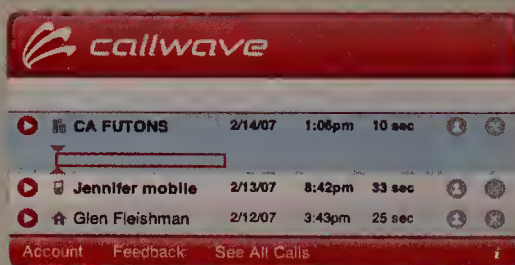 callwave
CA FUTONS 2/14/07 1:06pm 10 sec
Jennifer mobile 2/13/07 8:42pm 33 sec
Glen Fleishman 2/12/07 3:43pm 25 sec
Account Feedback See All Calls i